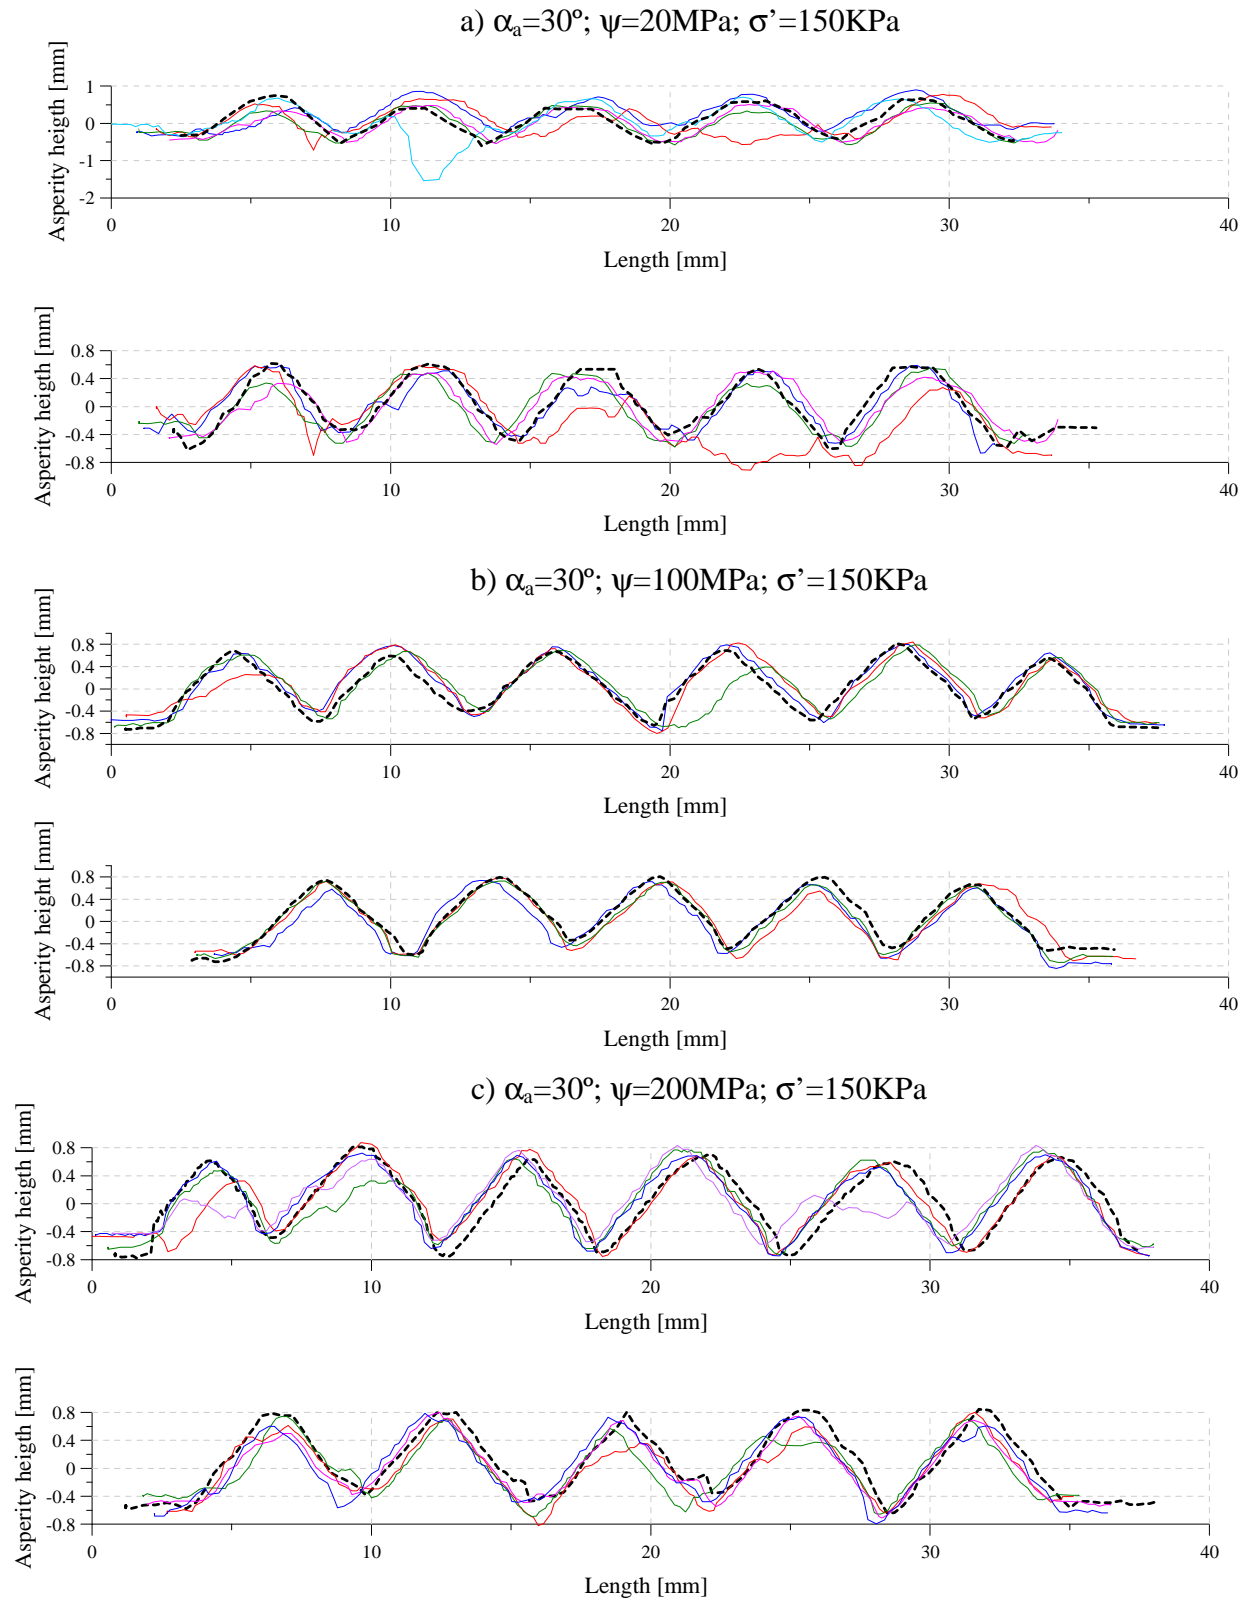 a) αa=30º; ψ=20MPa; σ’=150KPa
Asperity heigth [mm]
1
0
-1
-2
0 10 20 30 40
Length [mm]
Asperity heigth [mm]
0.8
0.4
0
-0.4
-0.8
0 10 20 30 40
Length [mm]
b) αa=30º; ψ=100MPa; σ’=150KPa
Asperity height [mm]
0.8
0.4
0
-0.4
-0.8
0 10 20 30 40
Length [mm]
Asperity height [mm]
0.8
0.4
0
-0.4
-0.8
0 10 20 30 40
Length [mm]
c) αa=30º; ψ=200MPa; σ’=150KPa
Asperity heigth [mm]
0.8
0.4
0
-0.4
-0.8
0 10 20 30 40
Length [mm]
Asperity heigth [mm]
0.8
0.4
0
-0.4
-0.8
0 10 20 30 40
Length [mm]